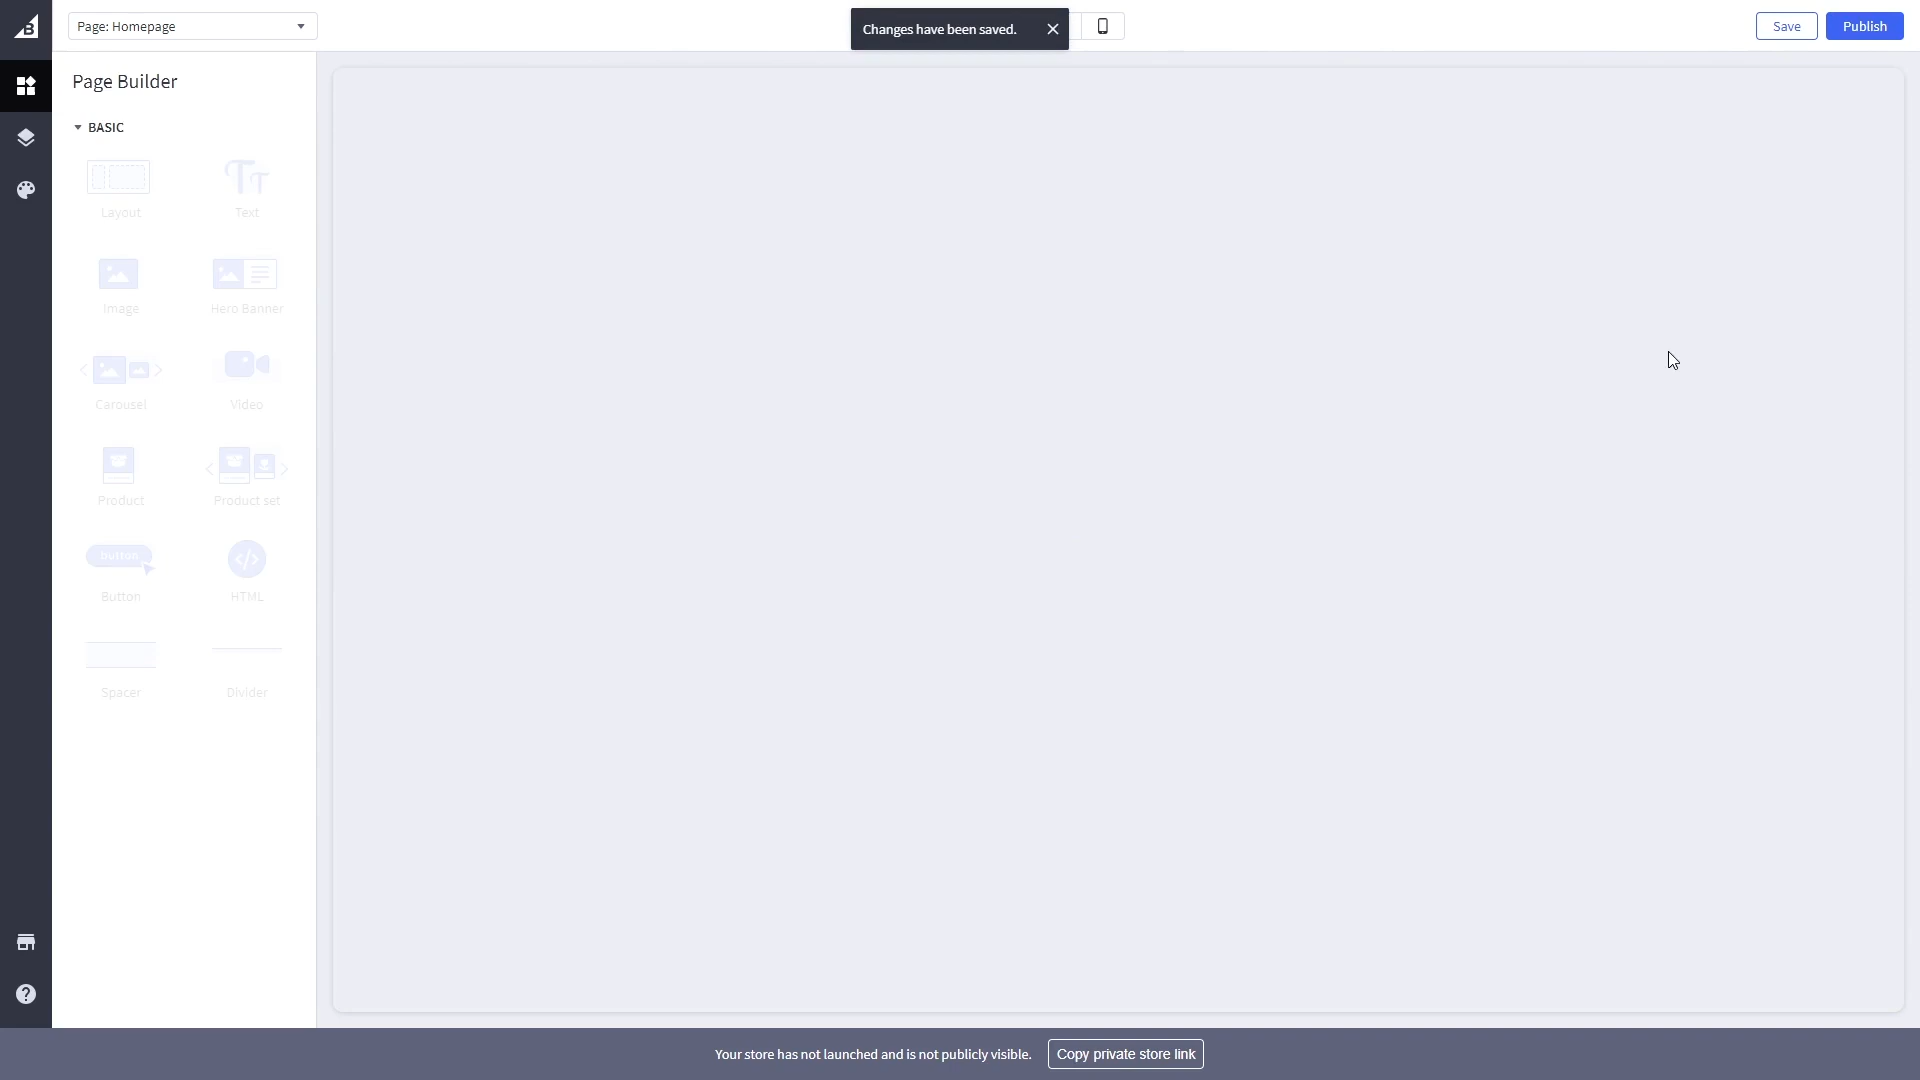 Page: Homepage
Changes have been saved.
Save
Publish
Page Builder
BASIC
Layout
Text
Image
Hero Banner
Carousel
Video
Product
Product set
button
Button
HTML
Spacer
Divider
Your store has not launched and is not publicly visible.
Copy private store link